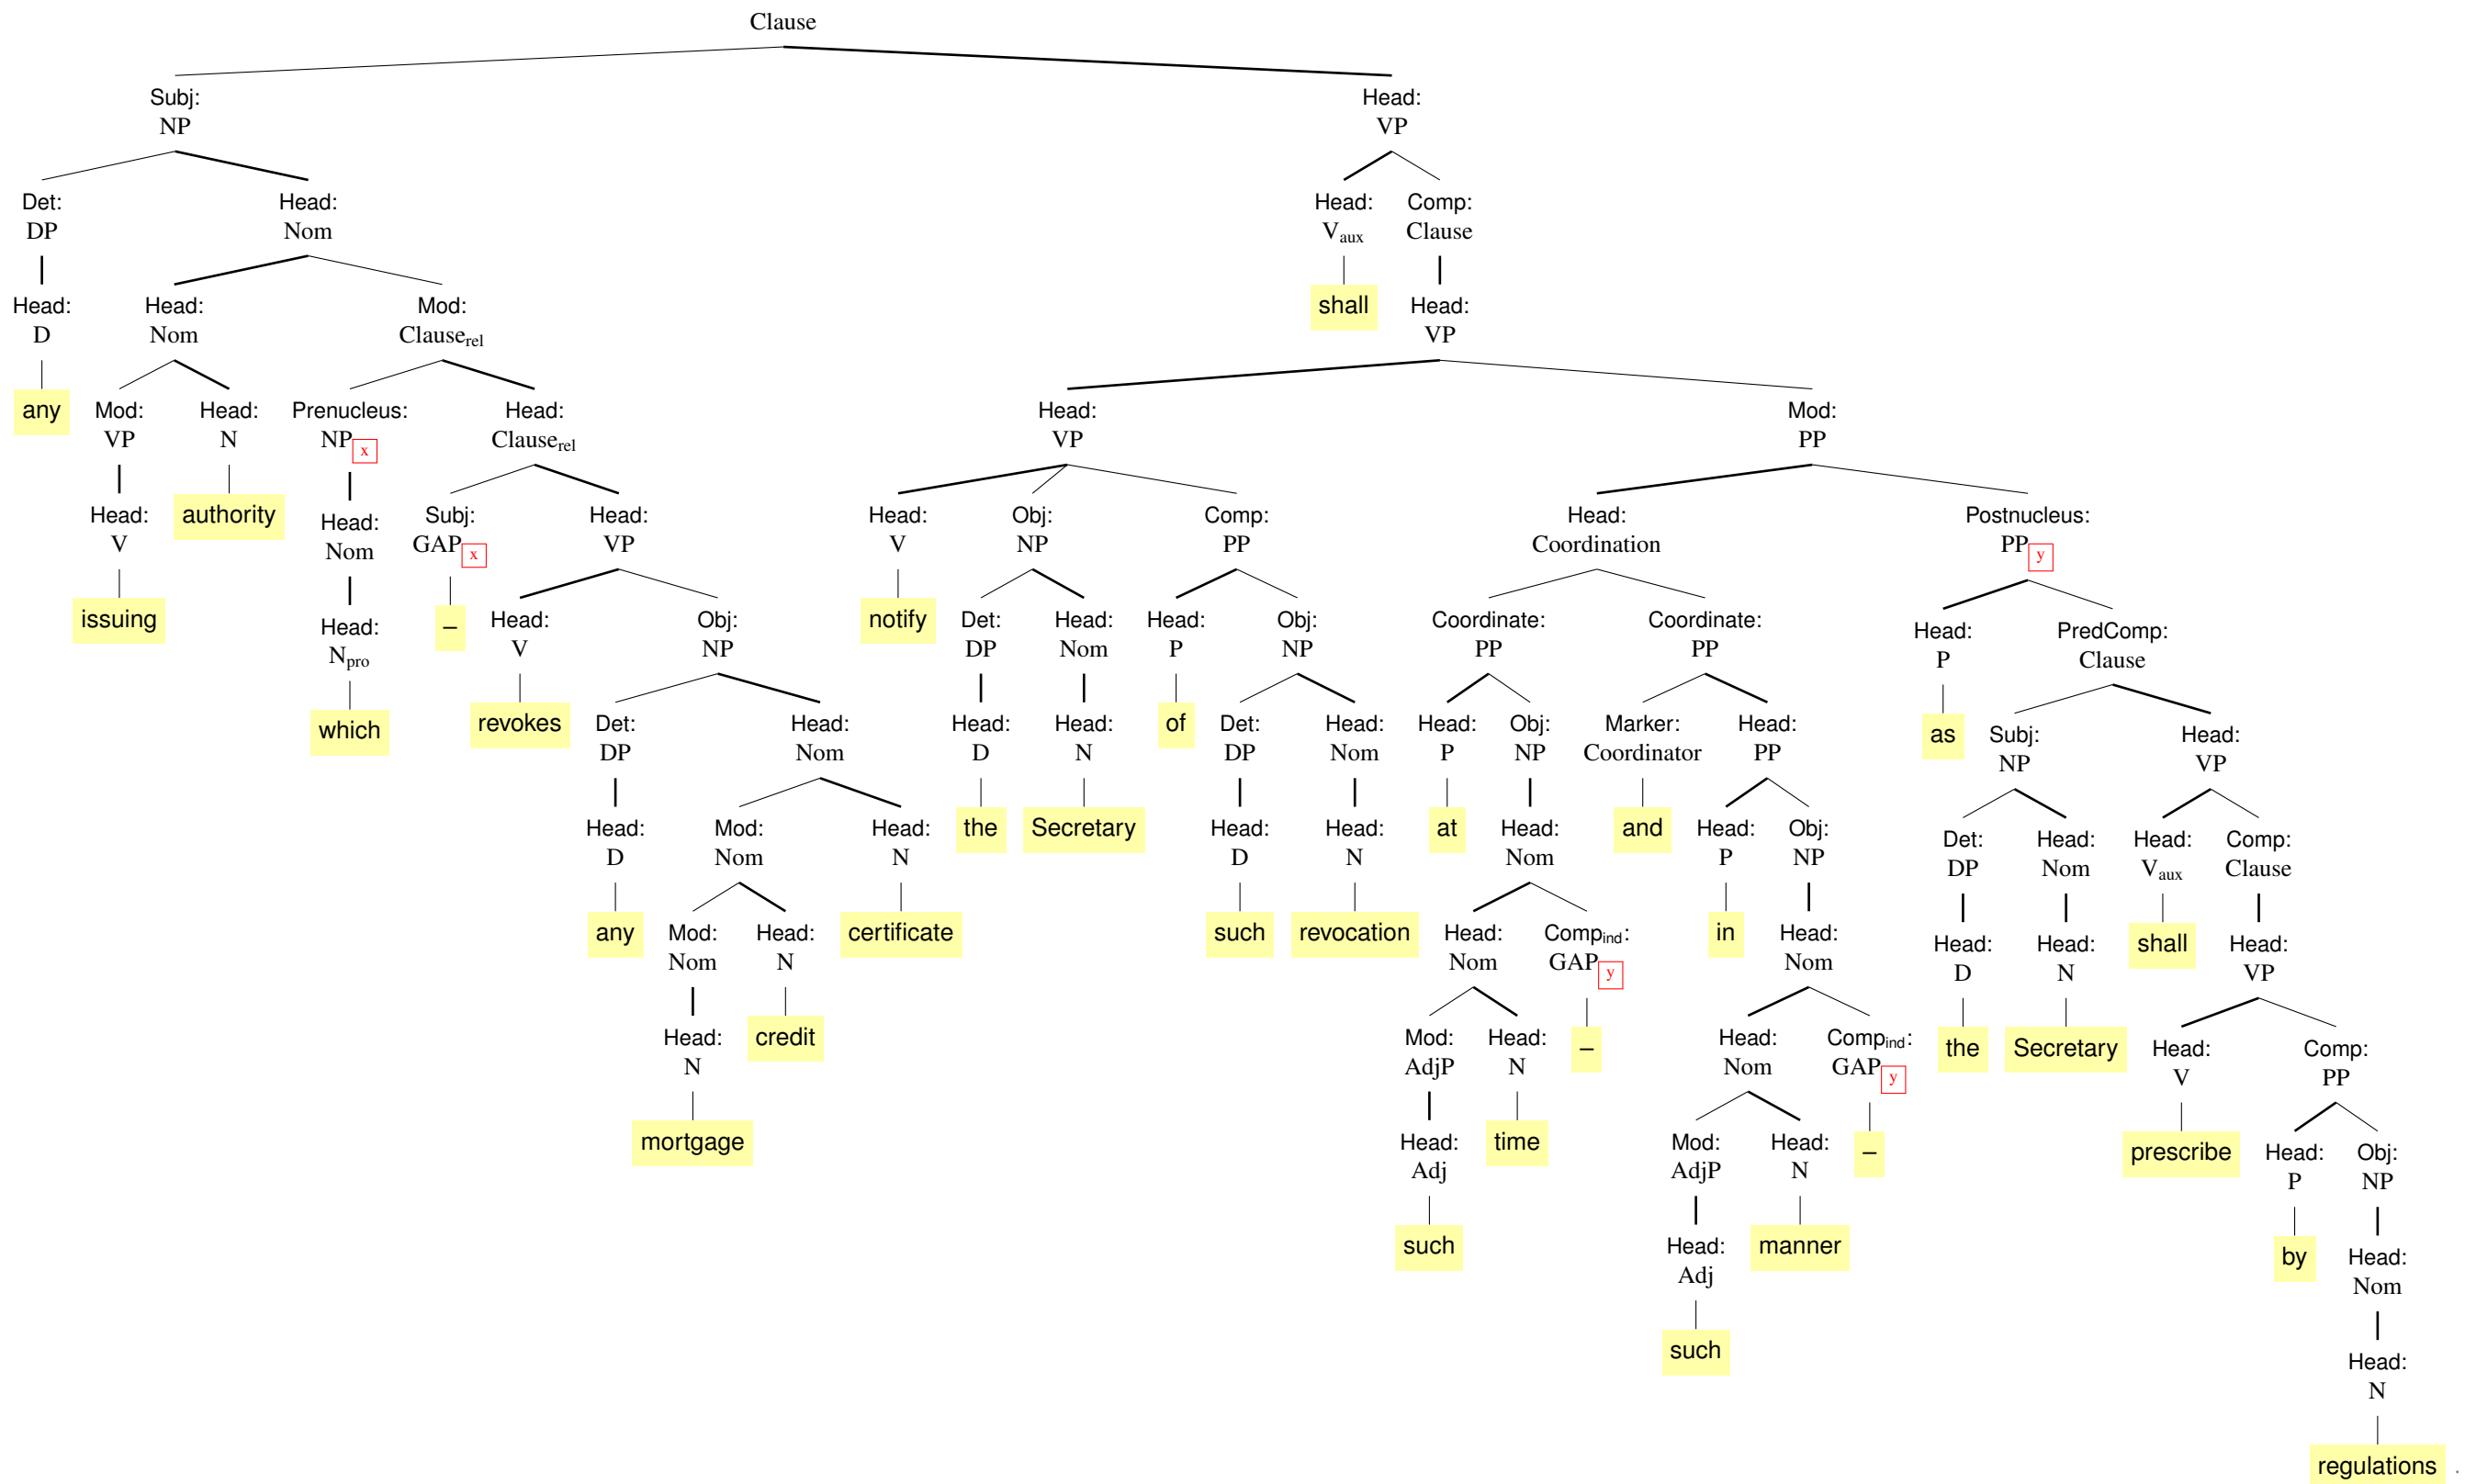 Clause
Subj: Head:
NP VP
Det: Head: Head: Comp:
DP Nom Vaux Clause
Head: Head: Mod: shall Head:
D Nom Clauserel VP
any Mod: Head: Prenucleus: Head: Head: Mod:
VP N NPx Clauserel VP PP
Head: authority Head: Subj: Head: Head: Obj: Comp: Head: Postnucleus:
V Nom GAPx VP V NP PP Coordination PPy
issuing Head: – Head: Obj: notify Det: Head: Head: Obj: Coordinate: Coordinate: Head: PredComp:
Npro V NP DP Nom P NP PP PP P Clause
which revokes Det: Head: Head: Head: of Det: Head: Head: Obj: Marker: Head: as Subj: Head:
DP Nom D N DP Nom P NP Coordinator PP NP VP
Head: Mod: Head: the Secretary Head: Head: at Head: and Head: Obj: Det: Head: Head: Comp:
D Nom N D N Nom P NP DP Nom Vaux Clause
any Mod: Head: certificate such revocation Head: Compind: in Head: Head: Head: shall Head:
Nom N Nom GAPy Nom D N VP
Head: credit Mod: Head: – Head: Compind: the Secretary Head: Comp:
N AdjP N Nom GAPy V PP
mortgage Head: time Mod: Head: – prescribe Head: Obj:
Adj AdjP N P NP
such Head: manner by Head:
Adj Nom
such Head:
N
regulations .